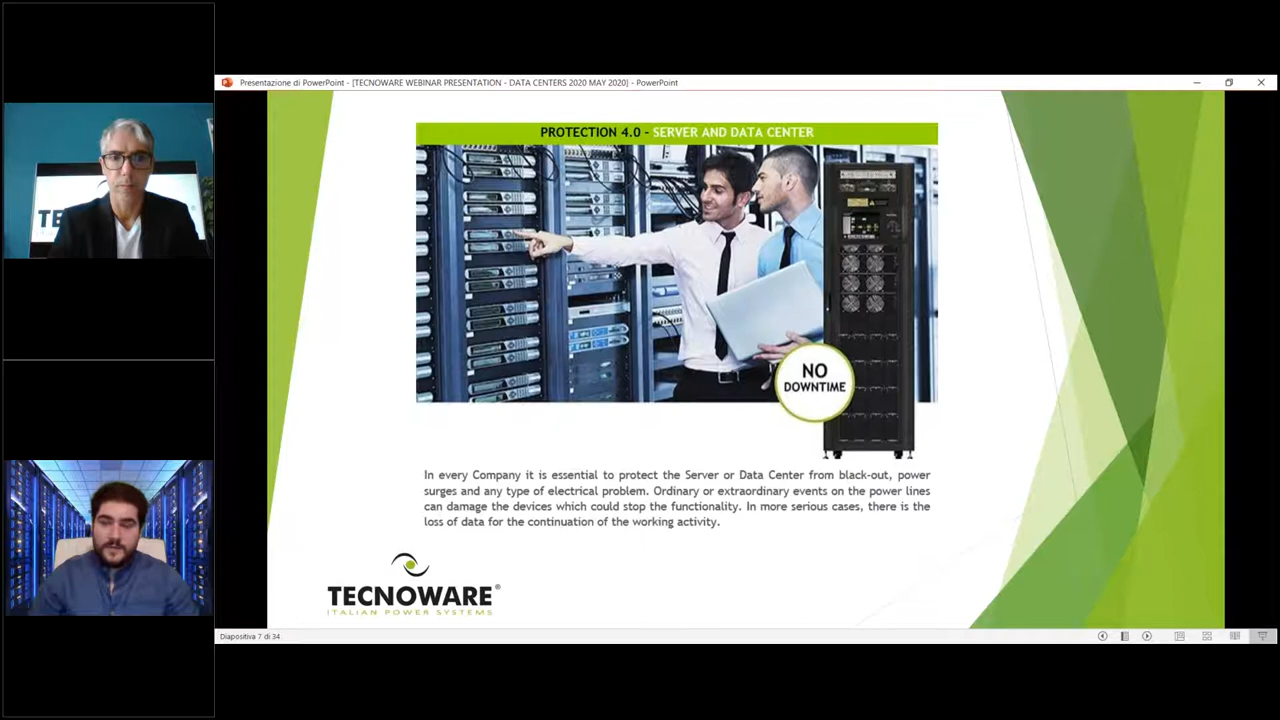 Presentazione di PowerPoint - [TECNOWARE WEBINAR PRESENTATION - DATA CENTERS 2020 MAY 2020] - PowerPoint
PROTECTION 4.0 - SERVER AND DATA CENTER
NO
DOWNTIME
In every Company it is essential to protect the Server or Data Center from black-out, power
surges and any type of electrical problem. Ordinary or extraordinary events on the power lines
can damage the devices which could stop the functionality. In more serious cases, there is the
loss of data for the continuation of the working activity.
TECNOWARE®
ITALIAN POWER SYSTEMS
Diapositiva 7 di 34